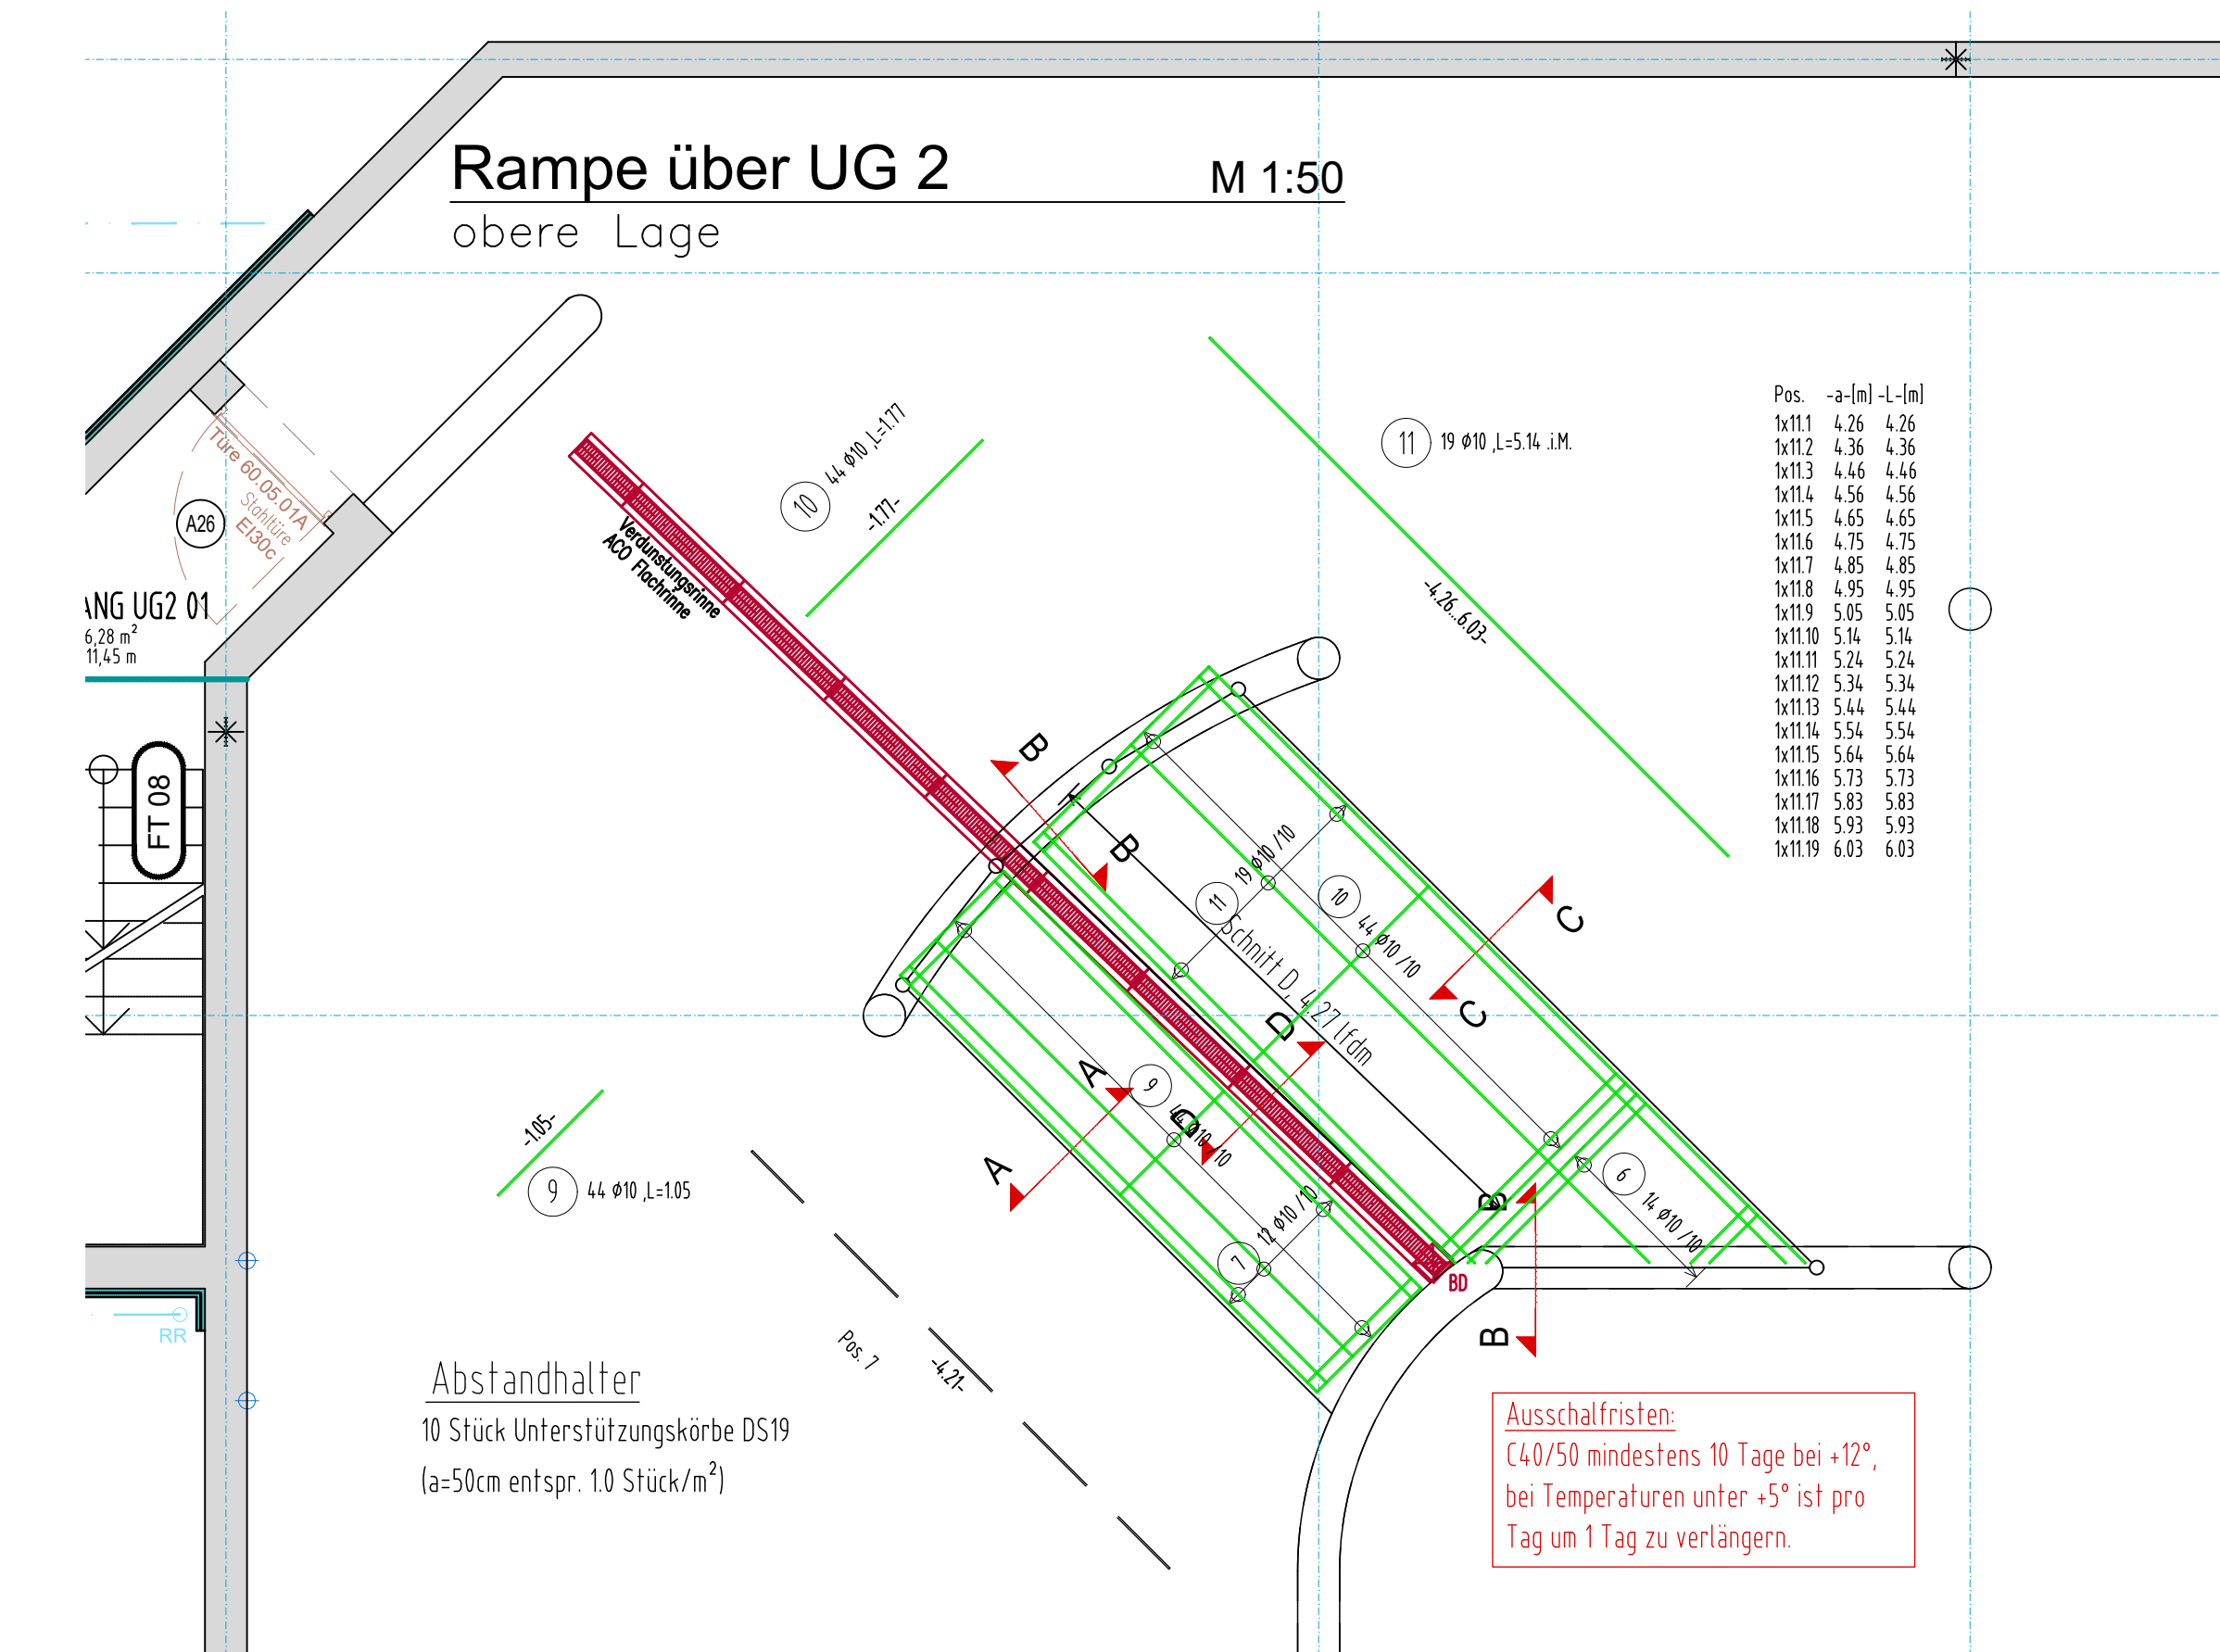 Rampe über UG 2 M 1:50
obere Lage
Türe 60.05.01A
Stahltüre
EI30c
A26
ANG UG2 01
6,28 m²
11,45 m
FT 08
RR
Verdunstungsrinne
ACO Flachrinne
10 44 ϕ10 ,L=1.77
-1.77-
11 19 ϕ10 ,L=5.14 .i.M.
-4.26...6.03-
Pos. -a-[m] -L-[m]
1x11.1 4.26 4.26
1x11.2 4.36 4.36
1x11.3 4.46 4.46
1x11.4 4.56 4.56
1x11.5 4.65 4.65
1x11.6 4.75 4.75
1x11.7 4.85 4.85
1x11.8 4.95 4.95
1x11.9 5.05 5.05
1x11.10 5.14 5.14
1x11.11 5.24 5.24
1x11.12 5.34 5.34
1x11.13 5.44 5.44
1x11.14 5.54 5.54
1x11.15 5.64 5.64
1x11.16 5.73 5.73
1x11.17 5.83 5.83
1x11.18 5.93 5.93
1x11.19 6.03 6.03
B
B
11 19 ϕ10 /10
10 44 ϕ10 /10
C
C
Schnitt D, 4.27 lfdm
D
D
A
A
9 44 ϕ10 /10
7 12 ϕ10 /10
6 14 ϕ10 /10
B
B
BD
-1.05-
9 44 ϕ10 ,L=1.05
Pos. 7
-4.21-
Abstandhalter
10 Stück Unterstützungskörbe DS19
(a=50cm entspr. 1.0 Stück/m²)
Ausschalfristen:
C40/50 mindestens 10 Tage bei +12°,
bei Temperaturen unter +5° ist pro
Tag um 1 Tag zu verlängern.